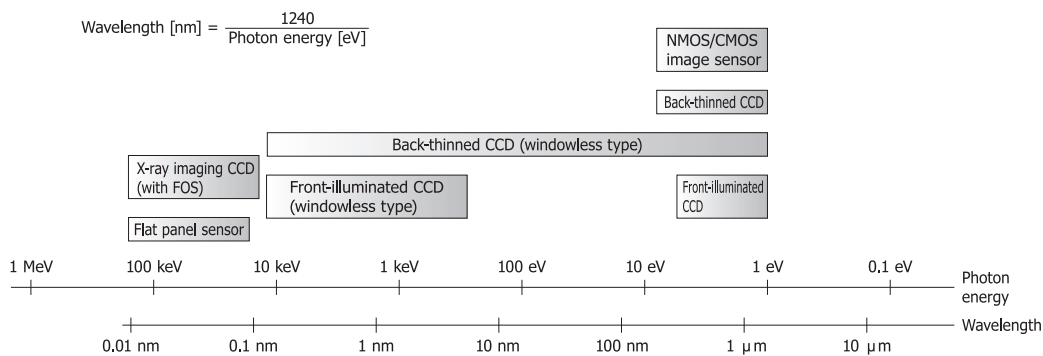 Wavelength [nm] = 1240
Photon energy [eV]
NMOS/CMOS
image sensor
Back-thinned CCD
Back-thinned CCD (windowless type)
X-ray imaging CCD
(with FOS)
Front-illuminated CCD
(windowless type)
Front-illuminated
CCD
Flat panel sensor
1 MeV 100 keV 10 keV 1 keV 100 eV 10 eV 1 eV 0.1 eV
Photon
energy
Wavelength
0.01 nm 0.1 nm 1 nm 10 nm 100 nm 1 μm 10 μm